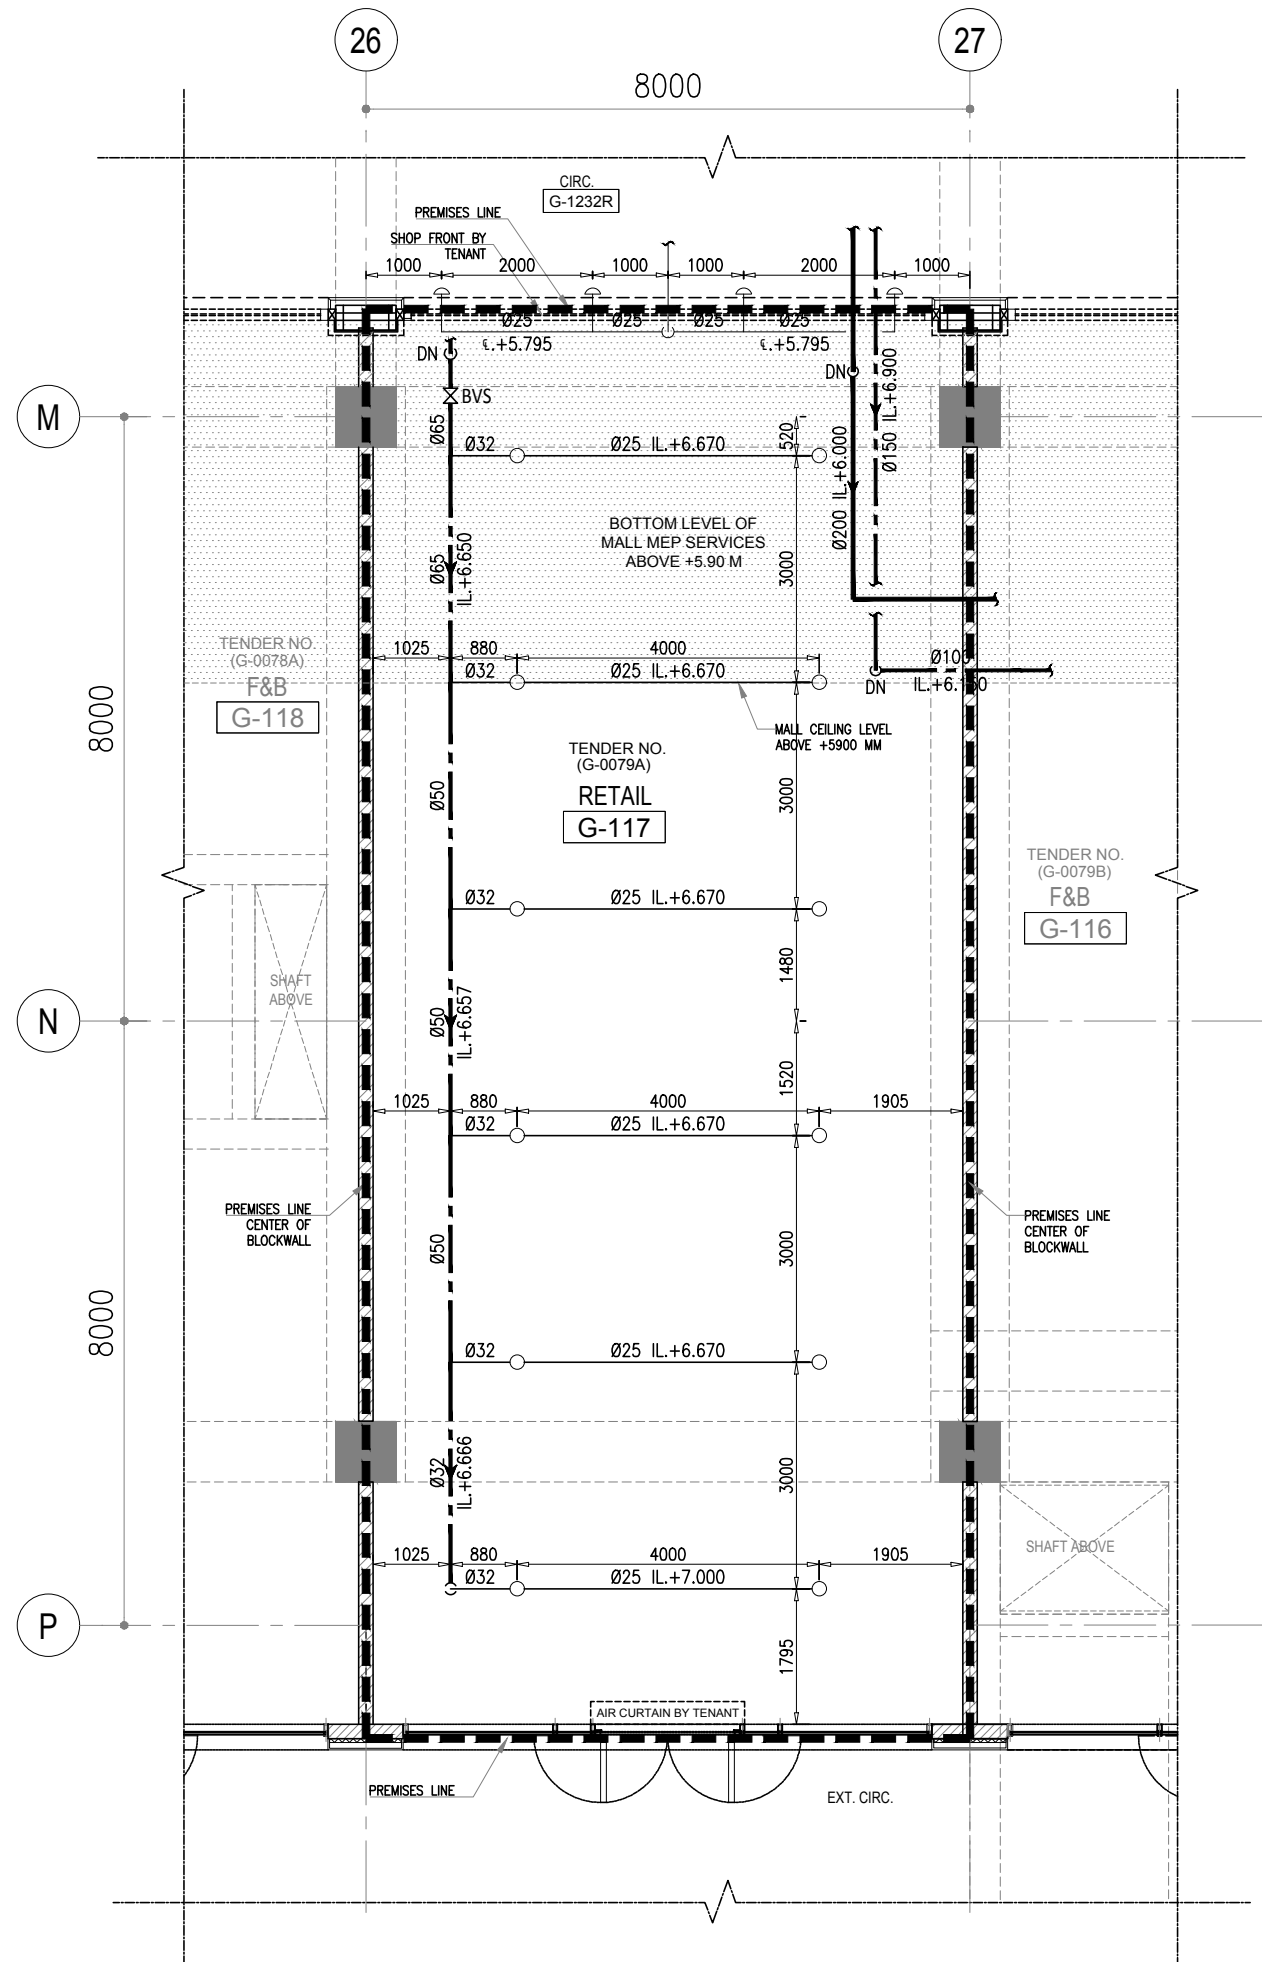 26
27
8000
CIRC.
G-1232R
PREMISES LINE
SHOP FRONT BY
TENANT
1000
2000
1000
1000
2000
1000
Ø25
Ø25
Ø25
Ø25
℄.+5.795
℄.+5.795
DN
DN
BVS
M
Ø65
Ø32
Ø25 IL.+6.670
520
Ø200 IL.+6.000
Ø150 IL.+6.900
BOTTOM LEVEL OF
MALL MEP SERVICES
ABOVE +5.90 M
Ø65
IL.+6.650
3000
TENDER NO.
(G-0078A)
F&B
G-118
1025
880
4000
Ø32
Ø25 IL.+6.670
DN
MALL CEILING LEVEL
ABOVE +5900 MM
8000
TENDER NO.
(G-0079A)
RETAIL
G-117
Ø50
3000
TENDER NO.
(G-0079B)
F&B
G-116
Ø32
Ø25 IL.+6.670
SHAFT
ABOVE
1480
N
Ø50
IL.+6.657
1520
1025
880
4000
1905
Ø32
Ø25 IL.+6.670
PREMISES LINE
CENTER OF
BLOCKWALL
PREMISES LINE
CENTER OF
BLOCKWALL
Ø50
3000
8000
Ø32
Ø25 IL.+6.670
Ø32
IL.+6.666
3000
SHAFT ABOVE
1025
880
4000
1905
Ø32
Ø25 IL.+7.000
P
1795
AIR CURTAIN BY TENANT
PREMISES LINE
EXT. CIRC.